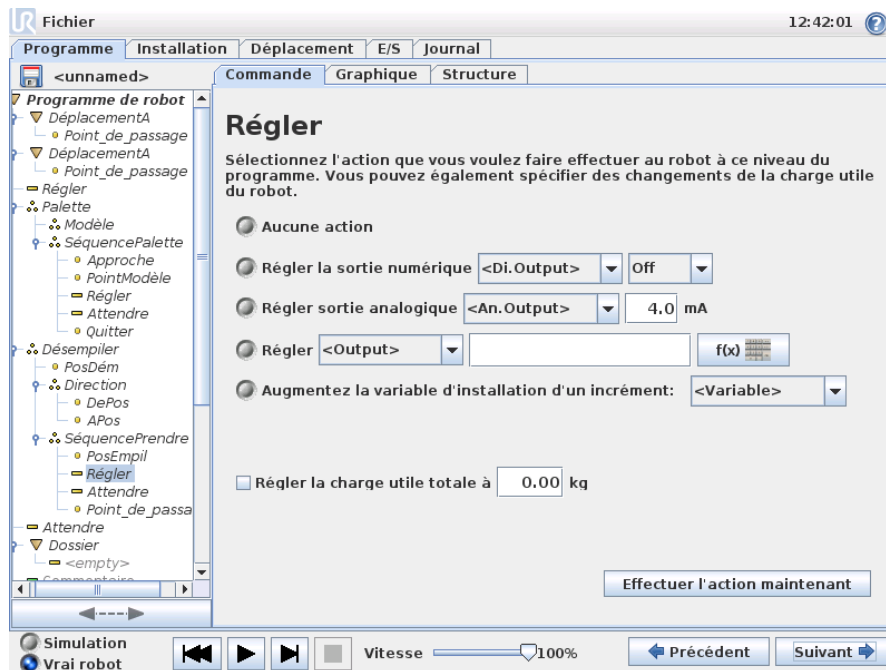 UR Fichier 12:42:01 ?
Programme Installation Déplacement E/S Journal
<unnamed> Commande Graphique Structure
Programme de robot
DéplacementA
Point_de_passage
DéplacementA
Point_de_passage
Régler
Palette
Modèle
SéquencePalette
Approche
PointModèle
Régler
Attendre
Quitter
Désempiler
PosDém
Direction
DePos
APos
SéquencePrendre
PosEmpil
Régler
Attendre
Point_de_passa
Attendre
Dossier
<empty>
Commentaire
Régler
Sélectionnez l'action que vous voulez faire effectuer au robot à ce niveau du
programme. Vous pouvez également spécifier des changements de la charge utile
du robot.
Aucune action
Régler la sortie numérique <Di.Output> Off
Régler sortie analogique <An.Output> 4.0 mA
Régler <Output> f(x)
Augmentez la variable d'installation d'un incrément: <Variable>
Régler la charge utile totale à 0.00 kg
Effectuer l'action maintenant
Simulation
Vrai robot
Vitesse 100%
Précédent Suivant